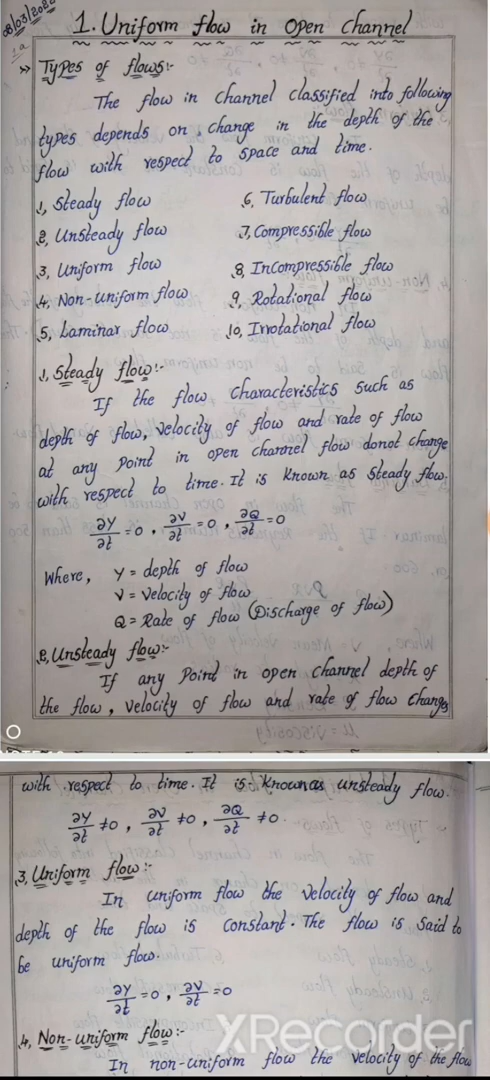 08/03/202
1. Uniform flow in open channel
>> Types of flows:-
The flow in channel classified into following
types depends on, change in the depth of the
flow with respect to space and time.
1, Steady flow
2, Unsteady flow
3, Uniform flow
4, Non-uniform flow
5, Laminar flow
6, Turbulent flow
7, Compressible flow
8, Incompressible flow
9, Rotational flow
10, Irrotational flow
1, Steady flow:-
If the flow characteristics such as
depth of flow, velocity of flow and rate of flow
at any point in open channel flow donot change
with respect to time. It is known as steady flow.
∂Y/∂t = 0, ∂V/∂t = 0, ∂Q/∂t = 0
Where, Y = depth of flow
V = velocity of flow
Q = Rate of flow (Discharge of flow)
2, Unsteady flow:-
If any point in open channel depth of
the flow, velocity of flow and rate of flow changes
with respect to time. It is known as unsteady flow.
∂Y/∂t ≠ 0, ∂V/∂t ≠ 0, ∂Q/∂t ≠ 0.
3, Uniform flow:-
In uniform flow the velocity of flow and
depth of the flow is constant. The flow is said to
be uniform flow.
∂Y/∂t = 0, ∂V/∂t = 0
4, Non-uniform flow:-
XRecorder
In non-uniform flow the velocity of the flow